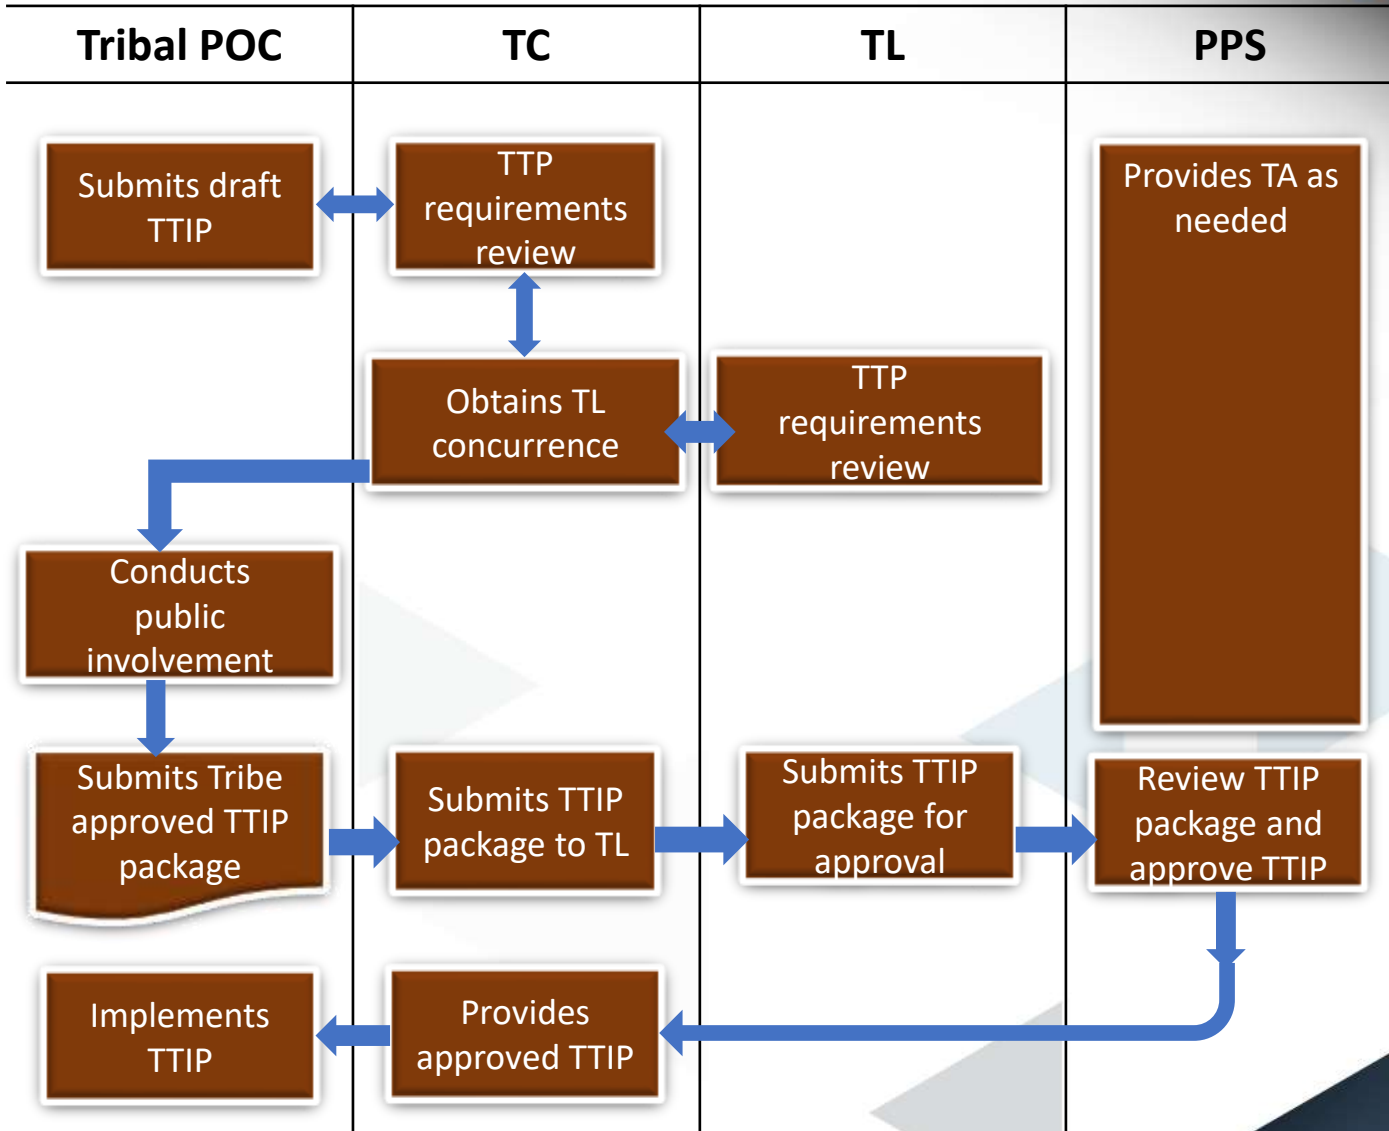 Tribal POC
TC
TL
PPS
Submits draft
TTIP
TTP
requirements
review
Provides TA as
needed
Obtains TL
concurrence
TTP
requirements
review
Conducts
public
involvement
Submits Tribe
approved TTIP
package
Submits TTIP
package to TL
Submits TTIP
package for
approval
Review TTIP
package and
approve TTIP
Implements
TTIP
Provides
approved TTIP